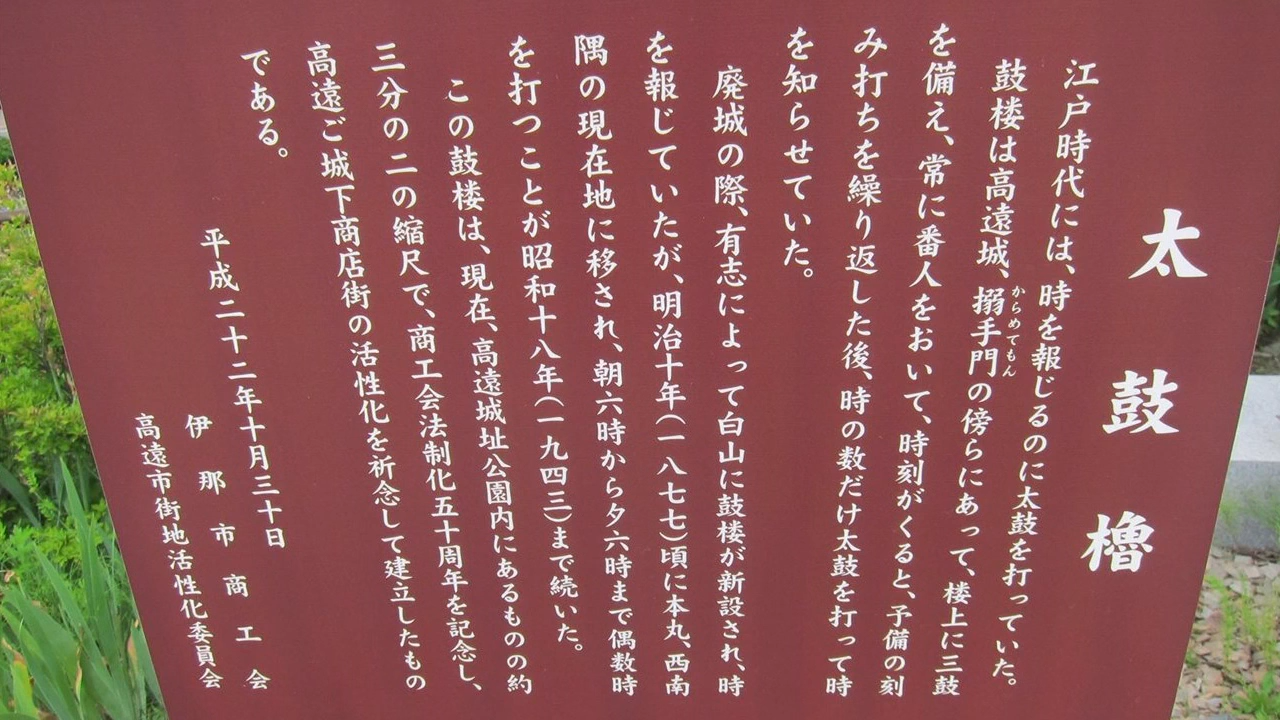 太鼓櫓
江戸時代には、時を報じるのに太鼓を打っていた。
鼓楼は高遠城、搦手門の傍らにあって、楼上に三鼓
からめてもん
を備え、常に番人をおいて、時刻がくると、予備の刻
み打ちを繰り返した後、時の数だけ太鼓を打って時
を知らせていた。
廃城の際、有志によって白山に鼓楼が新設され、時
を報じていたが、明治十年(一八七七)頃に本丸、西南
隅の現在地に移され、朝六時から夕六時まで偶数時
を打つことが昭和十八年(一九四三)まで続いた。
この鼓楼は、現在、高遠城址公園内にあるものの約
三分の二の縮尺で、商工会法制化五十周年を記念し、
高遠ご城下商店街の活性化を祈念して建立したもの
である。
平成二十二年十月三十日
伊那市商工会
高遠市街地活性化委員会